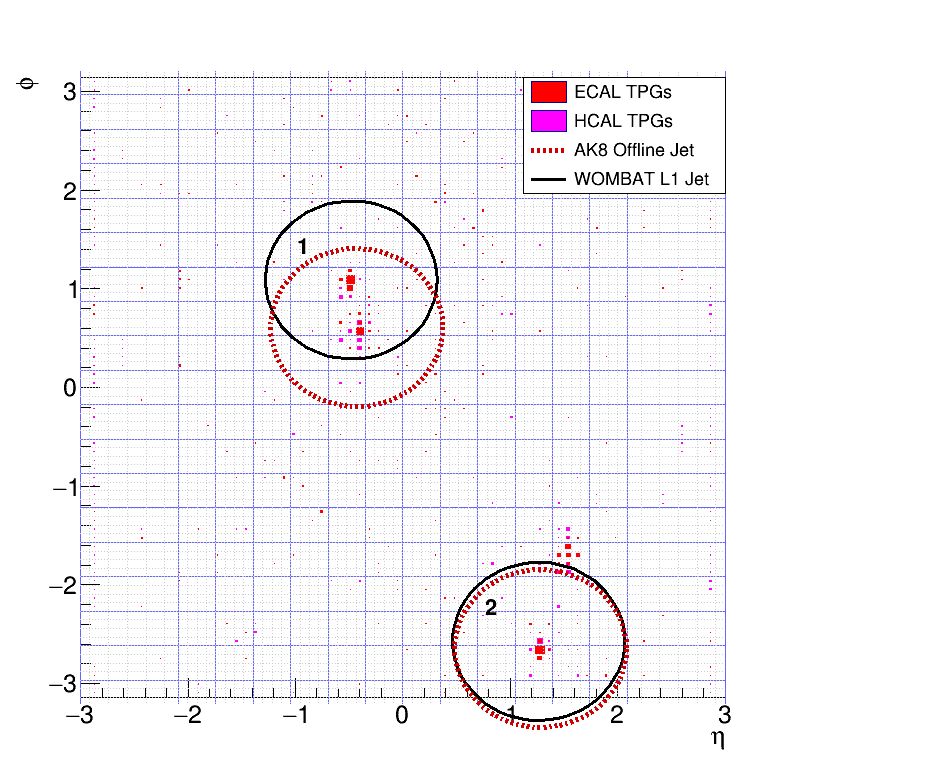 ϕ
3
2
1
0
−1
−2
−3
ECAL TPGs
HCAL TPGs
AK8 Offline Jet
WOMBAT L1 Jet
1
2
−3 −2 −1 0 1 2 3
η